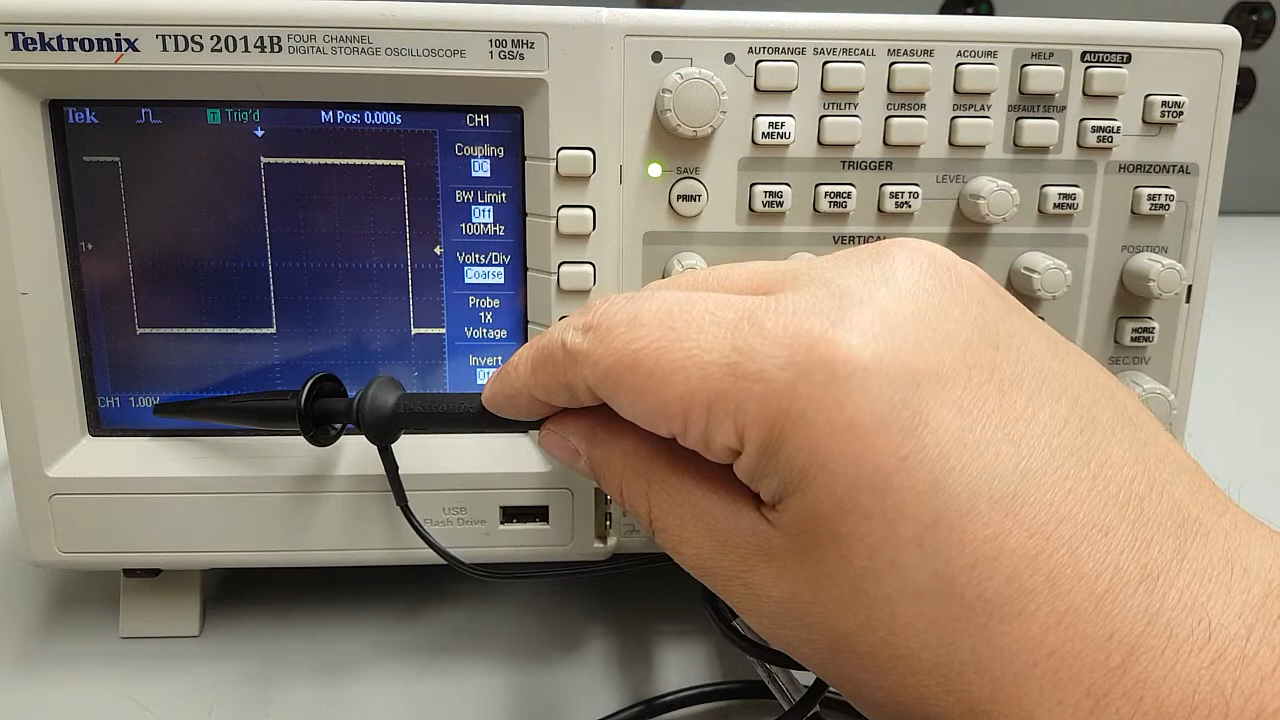 Tektronix TDS 2014B FOUR CHANNEL
DIGITAL STORAGE OSCILLOSCOPE
100 MHz
1 GS/s
Tek
T Trig'd
M Pos: 0.000s
CH1
Coupling
DC
BW Limit
Off
100MHz
Volts/Div
Coarse
Probe
1X
Voltage
Invert
1
CH1 1.00V
Tektronix
USB
Flash Drive
AUTORANGE
SAVE/RECALL
MEASURE
ACQUIRE
HELP
AUTOSET
UTILITY
CURSOR
DISPLAY
DEFAULT SETUP
RUN/
STOP
REF
MENU
SINGLE
SEQ
SAVE
PRINT
TRIGGER
LEVEL
TRIG
VIEW
FORCE
TRIG
SET TO
50%
TRIG
MENU
HORIZONTAL
SET TO
ZERO
VERTICAL
POSITION
HORIZ
MENU
SEC/DIV